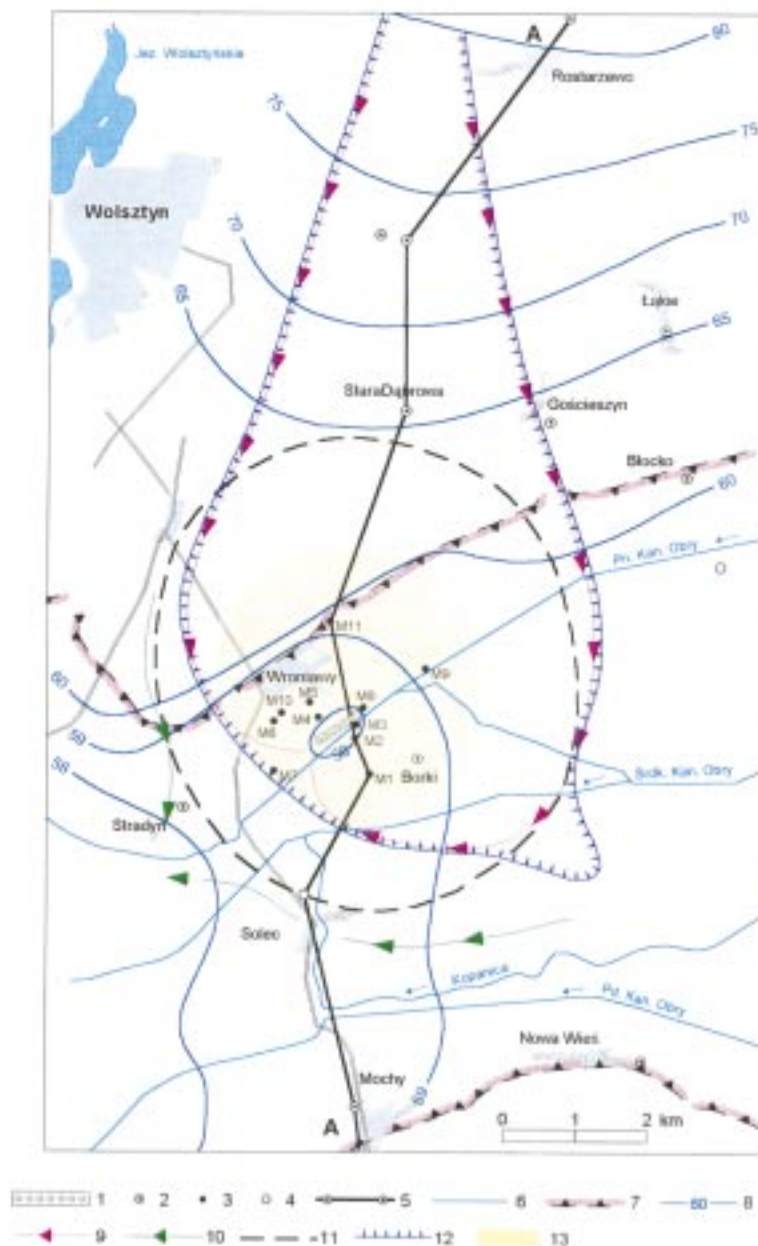 A
80
Jez. Wolsztyńskie
Rostarzewo
75
75
Wolsztyn
70
70
Łąkie
65
65
StaraDąbrowa
Gościeszyn
Błocko
60
Pn. Kan. Obry
M11
Wroniawy
M9
60
M5
M10
M8
M4
M3
M6
M2
59
58
M7
M1
Borki
Środk. Kan. Obry
Stradyń
Solec
Kopanica
Pd. Kan. Obry
Nowa Wieś
Mochy
59
A
0 1 2 km
1 2 3 4 5 6 7 60 8
9 10 11 12 13